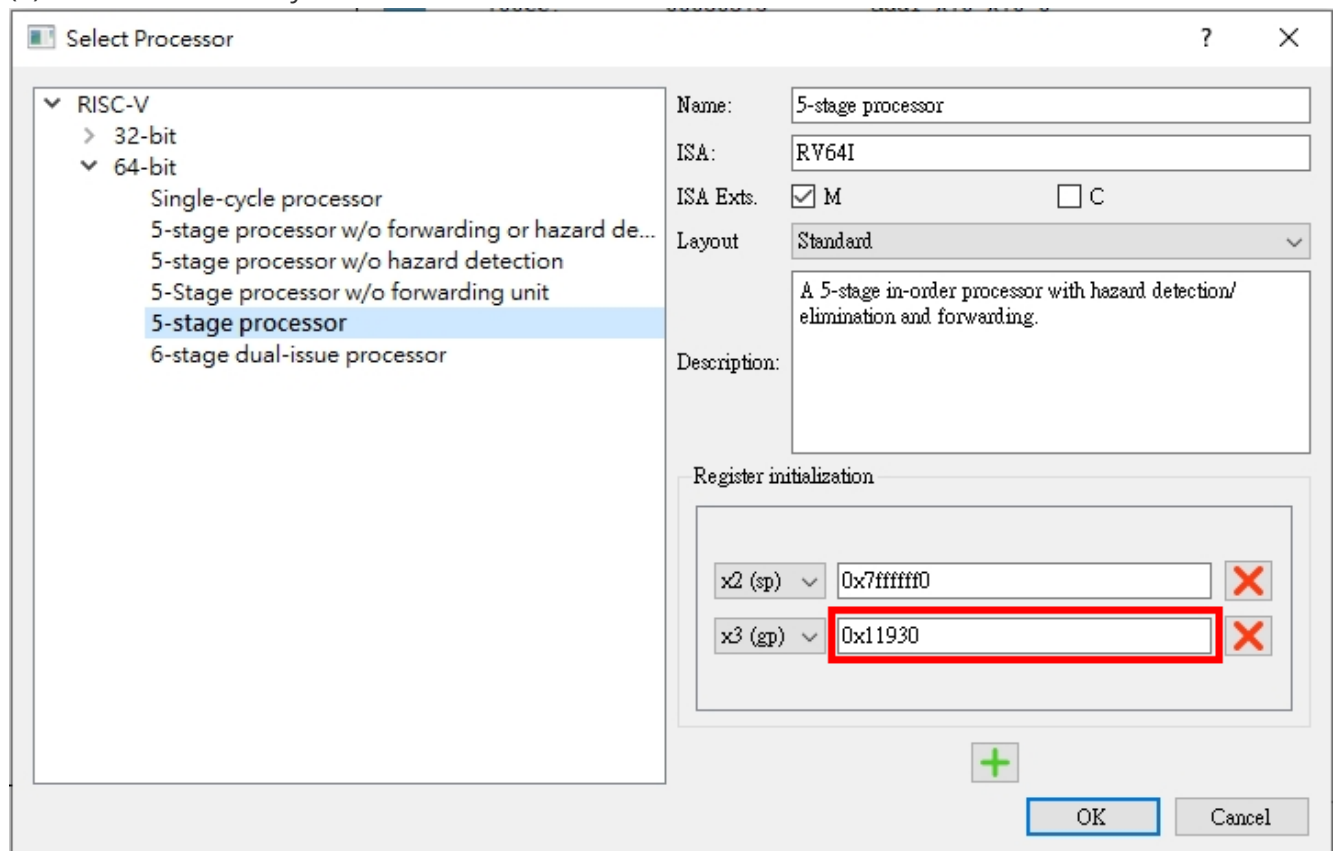 Select Processor
?
RISC-V
32-bit
64-bit
Single-cycle processor
5-stage processor w/o forwarding or hazard de...
5-stage processor w/o hazard detection
5-Stage processor w/o forwarding unit
5-stage processor
6-stage dual-issue processor
Name: 5-stage processor
ISA: RV64I
ISA Exts. M C
Layout Standard
Description: A 5-stage in-order processor with hazard detection/
elimination and forwarding.
Register initialization
x2 (sp) 0x7ffffff0
x3 (gp) 0x11930
OK Cancel